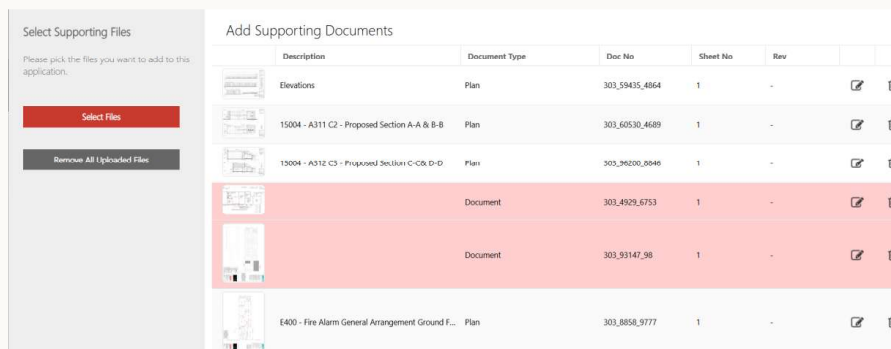 Select Supporting Files
Please pick the files you want to add to this
application.
Select Files
Remove All Uploaded Files
Add Supporting Documents
Description Document Type Doc No Sheet No Rev
Elevations Plan 303_59435_4864 1 -
15004 - A311 C2 - Proposed Section A-A & B-B Plan 303_60530_4689 1 -
15004 - A312 C3 - Proposed Section C-C& D-D Plan 303_96200_8846 1 -
Document 303_4929_6753 1 -
Document 303_93147_98 1 -
E400 - Fire Alarm General Arrangement Ground F... Plan 303_8858_9777 1 -